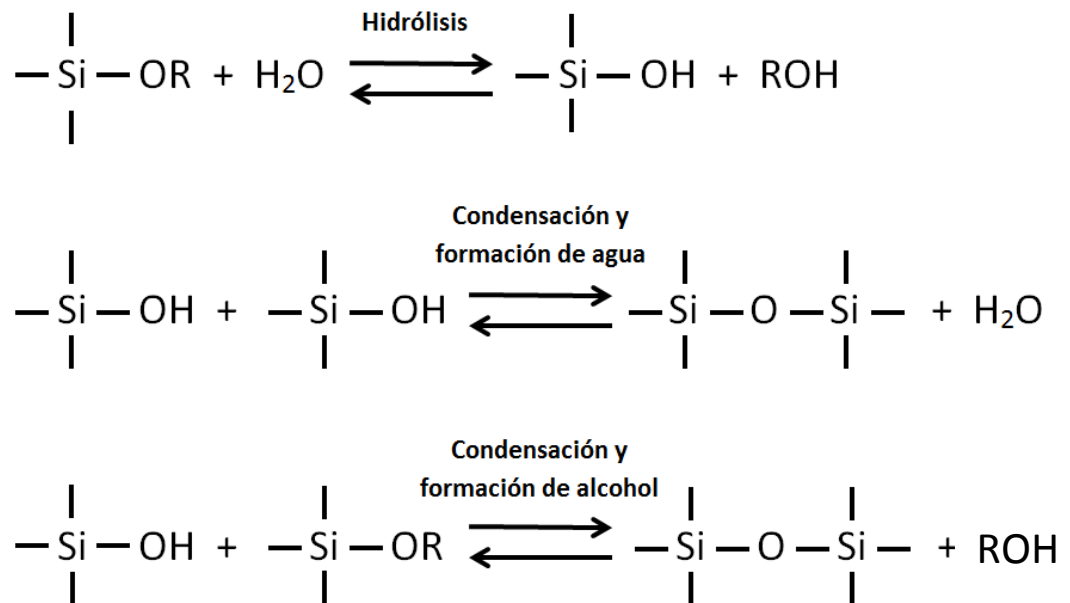 Hidrólisis
— Si — OR + H₂O — Si — OH + ROH
Condensación y
formación de agua
— Si — OH + — Si — OH — Si — O — Si — + H₂O
Condensación y
formación de alcohol
— Si — OH + — Si — OR — Si — O — Si — + ROH